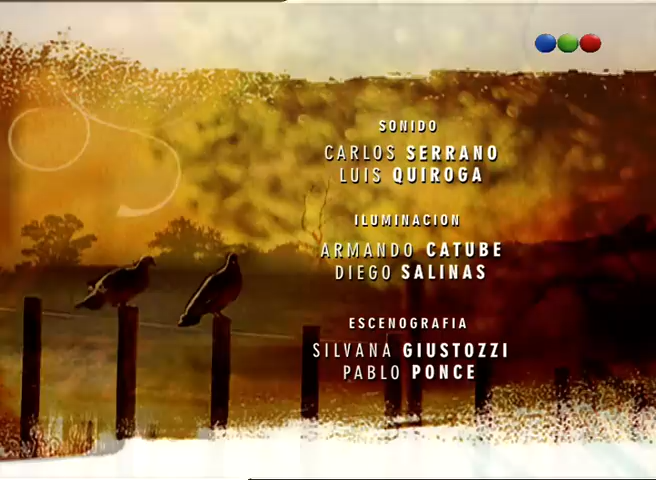 SONIDO
CARLOS SERRANO
LUIS QUIROGA
ILUMINACION
ARMANDO CATUBE
DIEGO SALINAS
ESCENOGRAFIA
SILVANA GIUSTOZZI
PABLO PONCE